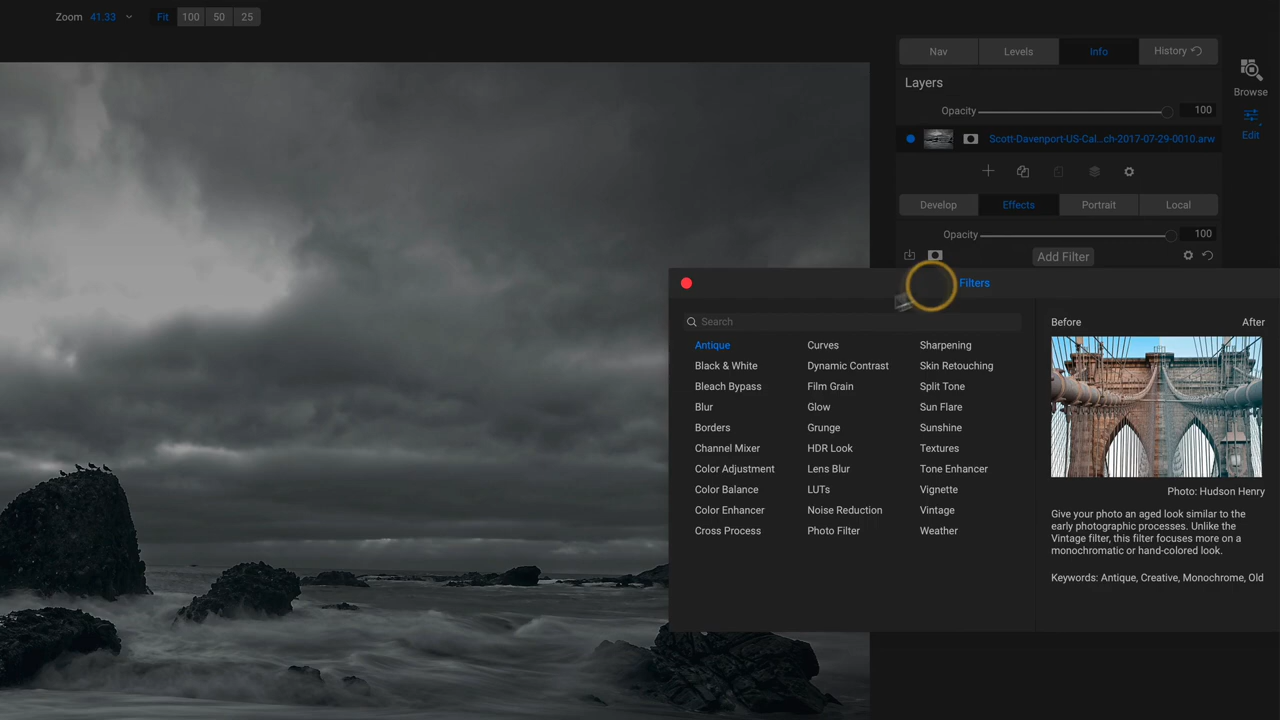 Zoom 41.33 Fit 100 50 25
Nav Levels Info History
Layers
Browse
Opacity 100
Edit
Scott-Davenport-US-Cal...ch-2017-07-29-0010.arw
Develop Effects Portrait Local
Opacity 100
Add Filter
Filters
Search
Antique
Black & White
Bleach Bypass
Blur
Borders
Channel Mixer
Color Adjustment
Color Balance
Color Enhancer
Cross Process
Curves
Dynamic Contrast
Film Grain
Glow
Grunge
HDR Look
Lens Blur
LUTs
Noise Reduction
Photo Filter
Sharpening
Skin Retouching
Split Tone
Sun Flare
Sunshine
Textures
Tone Enhancer
Vignette
Vintage
Weather
Before After
Photo: Hudson Henry
Give your photo an aged look similar to the
early photographic processes. Unlike the
Vintage filter, this filter focuses more on a
monochromatic or hand-colored look.
Keywords: Antique, Creative, Monochrome, Old